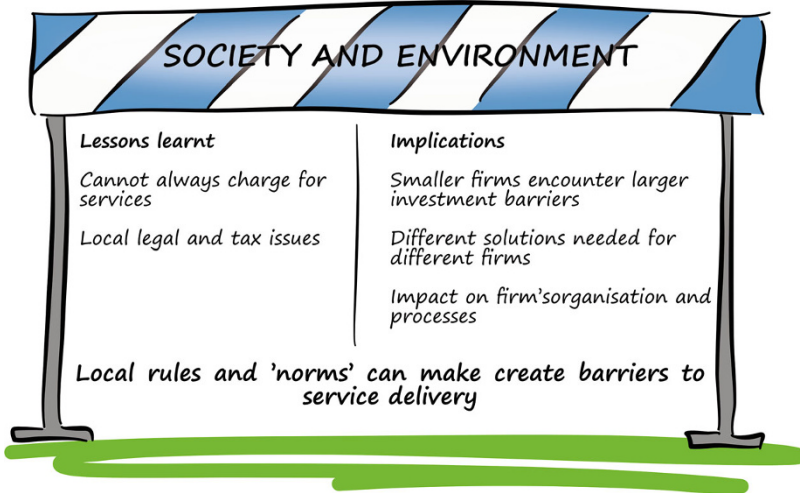 SOCIETY AND ENVIRONMENT
Lessons learnt
Cannot always charge for
services
Local legal and tax issues
Implications
Smaller firms encounter larger
investment barriers
Different solutions needed for
different firms
Impact on firm'sorganisation and
processes
Local rules and 'norms' can make create barriers to
service delivery